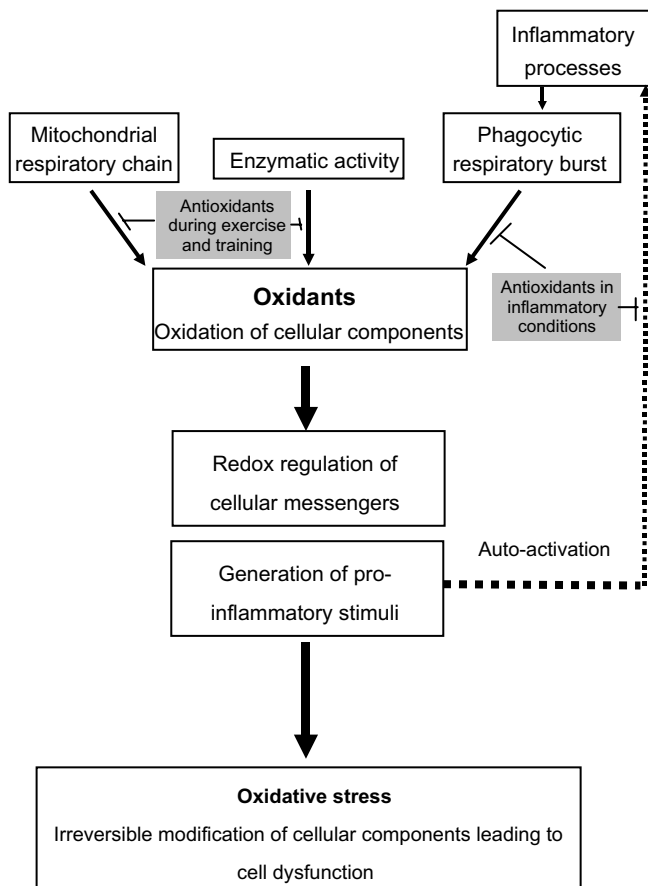 Inflammatory
processes
Mitochondrial
respiratory chain
Enzymatic activity
Phagocytic
respiratory burst
Antioxidants
during exercise
and training
Oxidants
Oxidation of cellular components
Antioxidants in
inflammatory
conditions
Redox regulation of
cellular messengers
Generation of pro-
inflammatory stimuli
Auto-activation
Oxidative stress
Irreversible modification of cellular components leading to
cell dysfunction